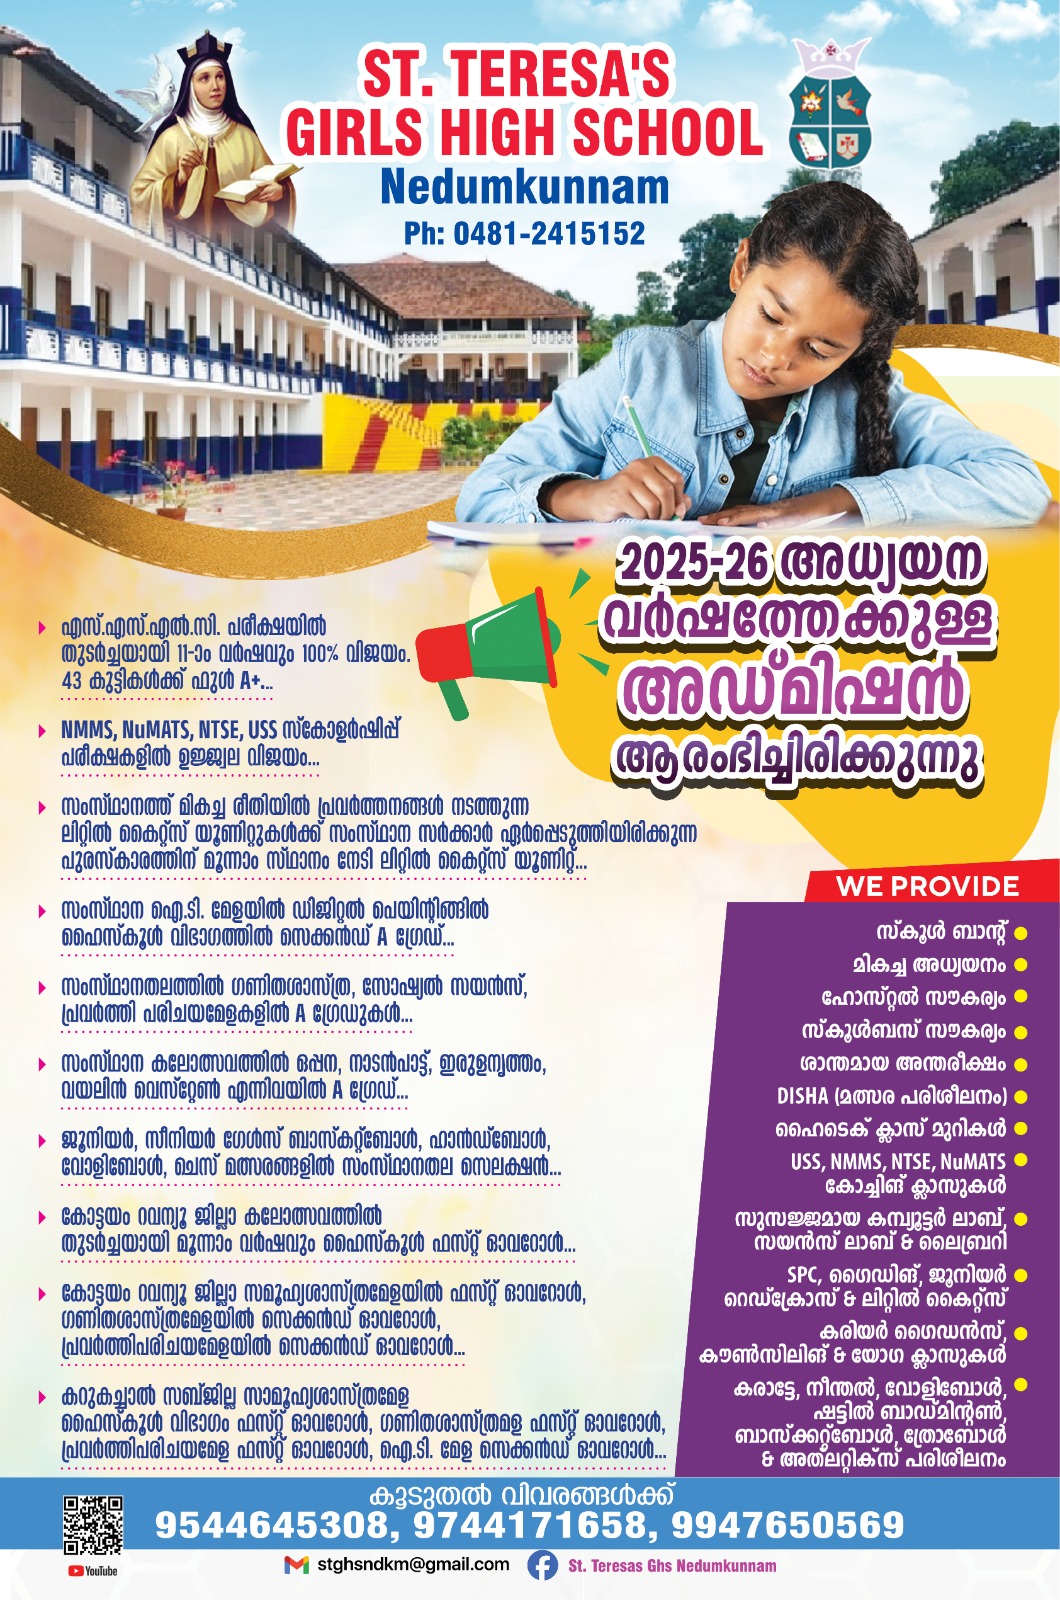 ST. TERESA'S
GIRLS HIGH SCHOOL
Nedumkunnam
Ph: 0481-2415152
2025-26 അധ്യയന
വർഷത്തേക്കുള്ള
അഡ്മിഷൻ
ആരംഭിച്ചിരിക്കുന്നു
എസ്.എസ്.എൽ.സി. പരീക്ഷയിൽ
തുടർച്ചയായി 11-ാം വർഷവും 100% വിജയം.
43 കുട്ടികൾക്ക് ഫുൾ A+...
NMMS, NuMATS, NTSE, USS സ്കോളർഷിപ്പ്
പരീക്ഷകളിൽ ഉജ്ജ്വല വിജയം...
സംസ്ഥാനത്ത് മികച്ച രീതിയിൽ പ്രവർത്തനങ്ങൾ നടത്തുന്ന
ലിറ്റിൽ കൈറ്റ്സ് യൂണിറ്റുകൾക്ക് സംസ്ഥാന സർക്കാർ ഏർപ്പെടുത്തിയിരിക്കുന്ന
പുരസ്കാരത്തിന് മൂന്നാം സ്ഥാനം നേടി ലിറ്റിൽ കൈറ്റ്സ് യൂണിറ്റ്...
സംസ്ഥാന ഐ.ടി. മേളയിൽ ഡിജിറ്റൽ പെയിന്റിങ്ങിൽ
ഹൈസ്കൂൾ വിഭാഗത്തിൽ സെക്കൻഡ് A ഗ്രേഡ്...
സംസ്ഥാനതലത്തിൽ ഗണിതശാസ്ത്ര, സോഷ്യൽ സയൻസ്,
പ്രവർത്തി പരിചയമേളകളിൽ A ഗ്രേഡുകൾ...
സംസ്ഥാന കലോത്സവത്തിൽ ഒപ്പന, നാടൻപാട്ട്, ഇരുളനൃത്തം,
വയലിൻ വെസ്റ്റേൺ എന്നിവയിൽ A ഗ്രേഡ്...
ജൂനിയർ, സീനിയർ ഗേൾസ് ബാസ്കറ്റ്ബോൾ, ഹാൻഡ്ബോൾ,
വോളിബോൾ, ചെസ് മത്സരങ്ങളിൽ സംസ്ഥാനതല സെലക്ഷൻ...
കോട്ടയം റവന്യൂ ജില്ലാ കലോത്സവത്തിൽ
തുടർച്ചയായി മൂന്നാം വർഷവും ഹൈസ്കൂൾ ഫസ്റ്റ് ഓവറോൾ...
കോട്ടയം റവന്യൂ ജില്ലാ സമൂഹ്യശാസ്ത്രമേളയിൽ ഫസ്റ്റ് ഓവറോൾ,
ഗണിതശാസ്ത്രമേളയിൽ സെക്കൻഡ് ഓവറോൾ,
പ്രവർത്തിപരിചയമേളയിൽ സെക്കൻഡ് ഓവറോൾ...
കറുകച്ചാൽ സബ്ജില്ല സാമൂഹ്യശാസ്ത്രമേള
ഹൈസ്കൂൾ വിഭാഗം ഫസ്റ്റ് ഓവറോൾ, ഗണിതശാസ്ത്രമള ഫസ്റ്റ് ഓവറോൾ,
പ്രവർത്തിപരിചയമേള ഫസ്റ്റ് ഓവറോൾ, ഐ.ടി. മേള സെക്കൻഡ് ഓവറോൾ...
WE PROVIDE
സ്കൂൾ ബാന്റ്
മികച്ച അധ്യയനം
ഹോസ്റ്റൽ സൗകര്യം
സ്കൂൾബസ് സൗകര്യം
ശാന്തമായ അന്തരീക്ഷം
DISHA (മത്സര പരിശീലനം)
ഹൈടെക് ക്ലാസ് മുറികൾ
USS, NMMS, NTSE, NuMATS
കോച്ചിങ് ക്ലാസുകൾ
സുസജ്ജമായ കമ്പ്യൂട്ടർ ലാബ്,
സയൻസ് ലാബ് & ലൈബ്രറി
SPC, ഗൈഡിങ്, ജൂനിയർ
റെഡ്ക്രോസ് & ലിറ്റിൽ കൈറ്റ്സ്
കരിയർ ഗൈഡൻസ്,
കൗൺസിലിങ് & യോഗ ക്ലാസുകൾ
കരാട്ടേ, നീന്തൽ, വോളിബോൾ,
ഷട്ടിൽ ബാഡ്മിന്റൺ,
ബാസ്ക്കറ്റ്ബോൾ, ത്രോബോൾ
& അത്‌ലറ്റിക്സ് പരിശീലനം
കൂടുതൽ വിവരങ്ങൾക്ക്
9544645308, 9744171658, 9947650569
YouTube
stghsndkm@gmail.com
St. Teresas Ghs Nedumkunnam